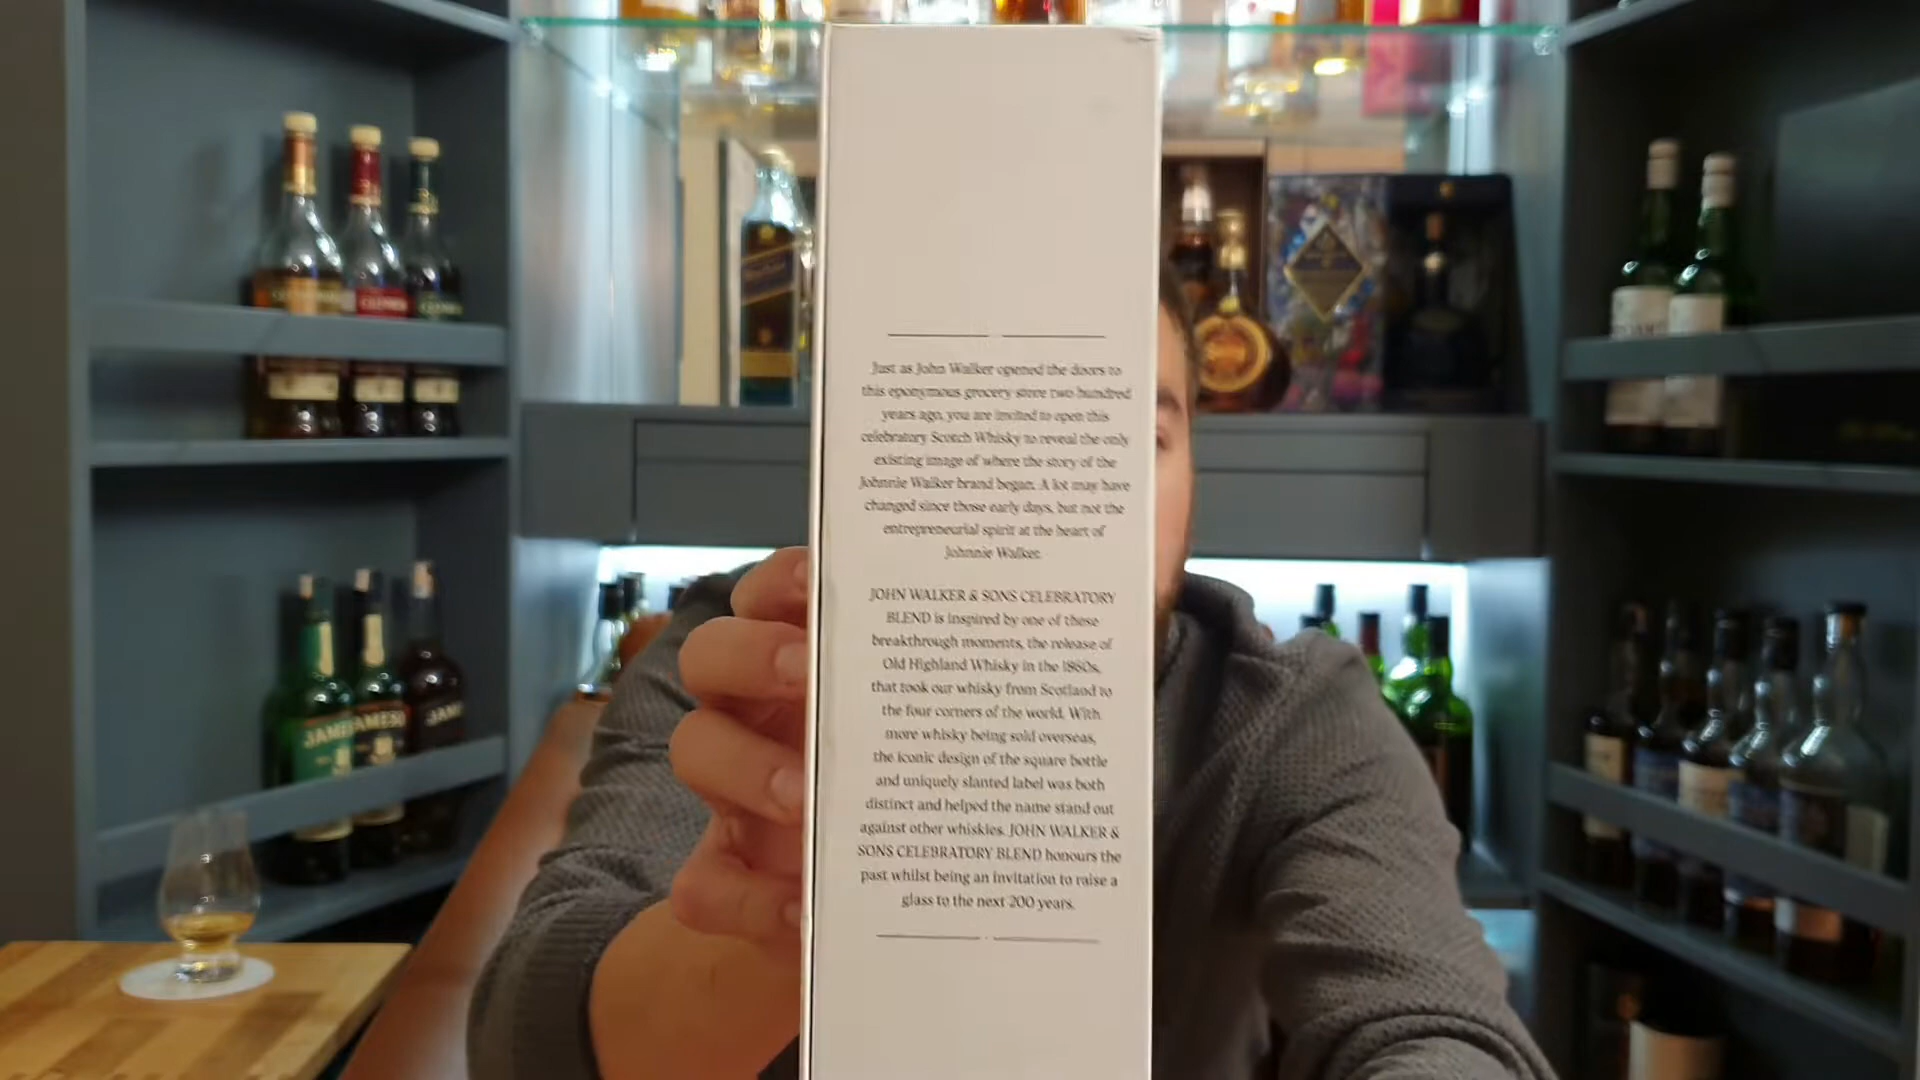 Just as John Walker opened the doors to
this eponymous grocery store two hundred
years ago, you are invited to open this
celebratory Scotch Whisky to reveal the only
existing image of where the story of the
Johnnie Walker brand began. A lot may have
changed since those early days, but not the
entrepreneurial spirit at the heart of
Johnnie Walker.
JOHN WALKER & SONS CELEBRATORY
BLEND is inspired by one of these
breakthrough moments, the release of
Old Highland Whisky in the 1860s,
that took our whisky from Scotland to
the four corners of the world. With
more whisky being sold overseas,
the iconic design of the square bottle
and uniquely slanted label was both
distinct and helped the name stand out
against other whiskies. JOHN WALKER &
SONS CELEBRATORY BLEND honours the
past whilst being an invitation to raise a
glass to the next 200 years.